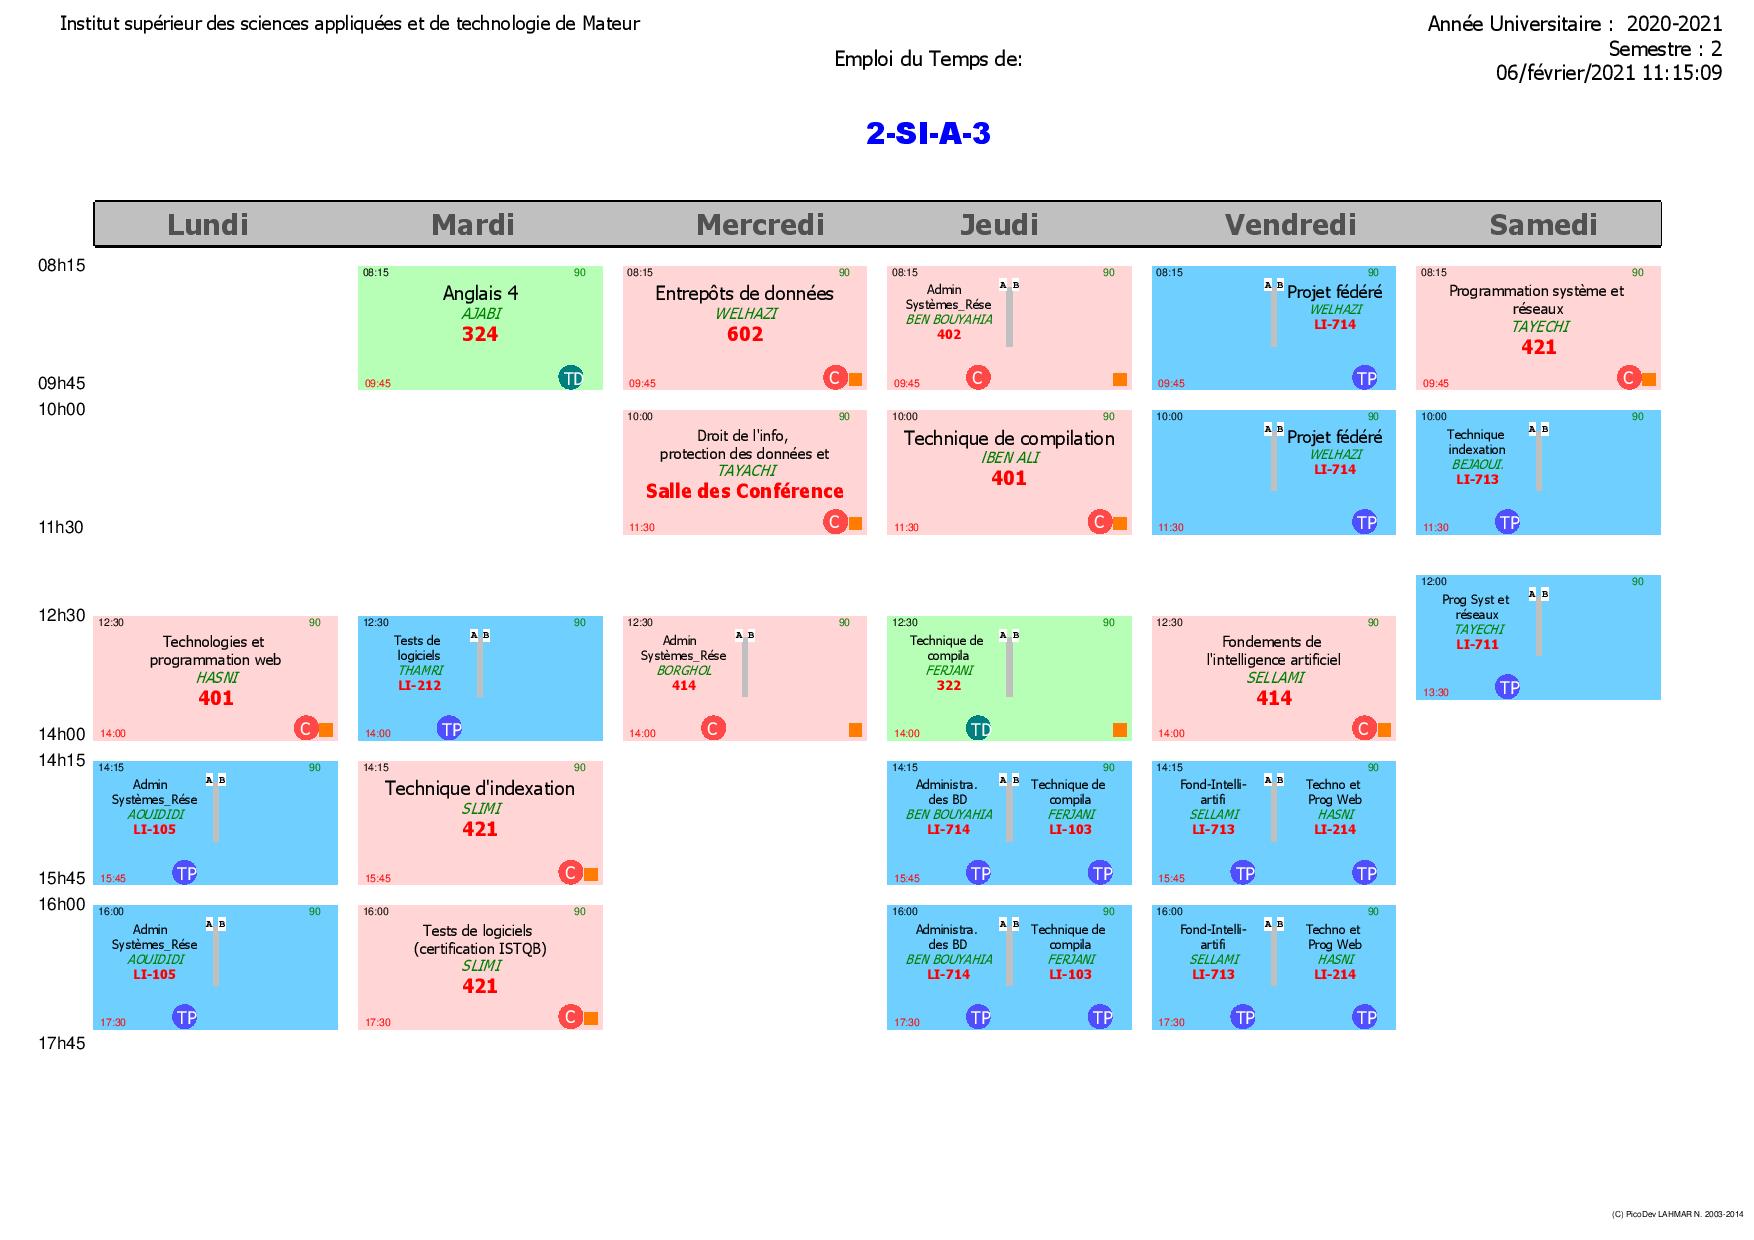 Institut supérieur des sciences appliquées et de technologie de Mateur
Année Universitaire : 2020-2021
Semestre : 2
06/février/2021 11:15:09
Emploi du Temps de:
2-SI-A-3
Lundi Mardi Mercredi Jeudi Vendredi Samedi
08h15
09h45
10h00
11h30
12h30
14h00
14h15
15h45
16h00
17h45
12:30 90
Technologies et
programmation web
HASNI
401
14:00 C
14:15 90
A B
Admin
Systèmes_Rése
AOUIDIDI
LI-105
15:45 TP
16:00 90
A B
Admin
Systèmes_Rése
AOUIDIDI
LI-105
17:30 TP
08:15 90
Anglais 4
AJABI
324
09:45 TD
12:30 90
A B
Tests de
logiciels
THAMRI
LI-212
14:00 TP
14:15 90
Technique d'indexation
SLIMI
421
15:45 C
16:00 90
Tests de logiciels
(certification ISTQB)
SLIMI
421
17:30 C
08:15 90
Entrepôts de données
WELHAZI
602
09:45 C
10:00 90
Droit de l'info,
protection des données et
TAYACHI
Salle des Conférence
11:30 C
12:30 90
A B
Admin
Systèmes_Rése
BORGHOL
414
14:00 C
08:15 90
A B
Admin
Systèmes_Rése
BEN BOUYAHIA
402
09:45 C
10:00 90
Technique de compilation
IBEN ALI
401
11:30 C
12:30 90
A B
Technique de
compila
FERJANI
322
14:00 TD
14:15 90
A B
Administra.
des BD
BEN BOUYAHIA
LI-714
Technique de
compila
FERJANI
LI-103
15:45 TP TP
16:00 90
A B
Administra.
des BD
BEN BOUYAHIA
LI-714
Technique de
compila
FERJANI
LI-103
17:30 TP TP
08:15 90
A B
Projet fédéré
WELHAZI
LI-714
09:45 TP
10:00 90
A B
Projet fédéré
WELHAZI
LI-714
11:30 TP
12:30 90
Fondements de
l'intelligence artificiel
SELLAMI
414
14:00 C
14:15 90
A B
Fond-Intelli-
artifi
SELLAMI
LI-713
Techno et
Prog Web
HASNI
LI-214
15:45 TP TP
16:00 90
A B
Fond-Intelli-
artifi
SELLAMI
LI-713
Techno et
Prog Web
HASNI
LI-214
17:30 TP TP
08:15 90
Programmation système et
réseaux
TAYECHI
421
09:45 C
10:00 90
A B
Technique
indexation
BEJAOUI.
LI-713
11:30 TP
12:00 90
A B
Prog Syst et
réseaux
TAYECHI
LI-711
13:30 TP
(C) PicoDev LAHMAR N. 2003-2014